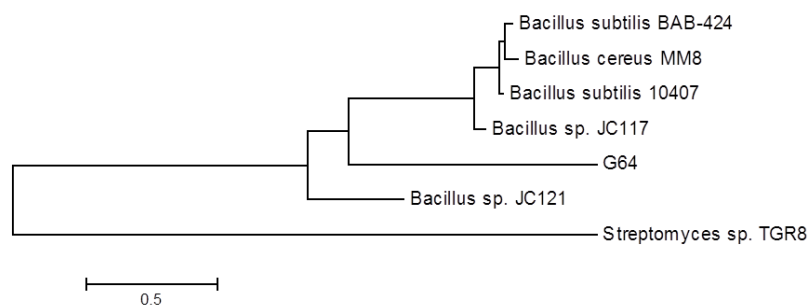 Bacillus subtilis BAB-424
Bacillus cereus MM8
Bacillus subtilis 10407
Bacillus sp. JC117
G64
Bacillus sp. JC121
Streptomyces sp. TGR8
0.5